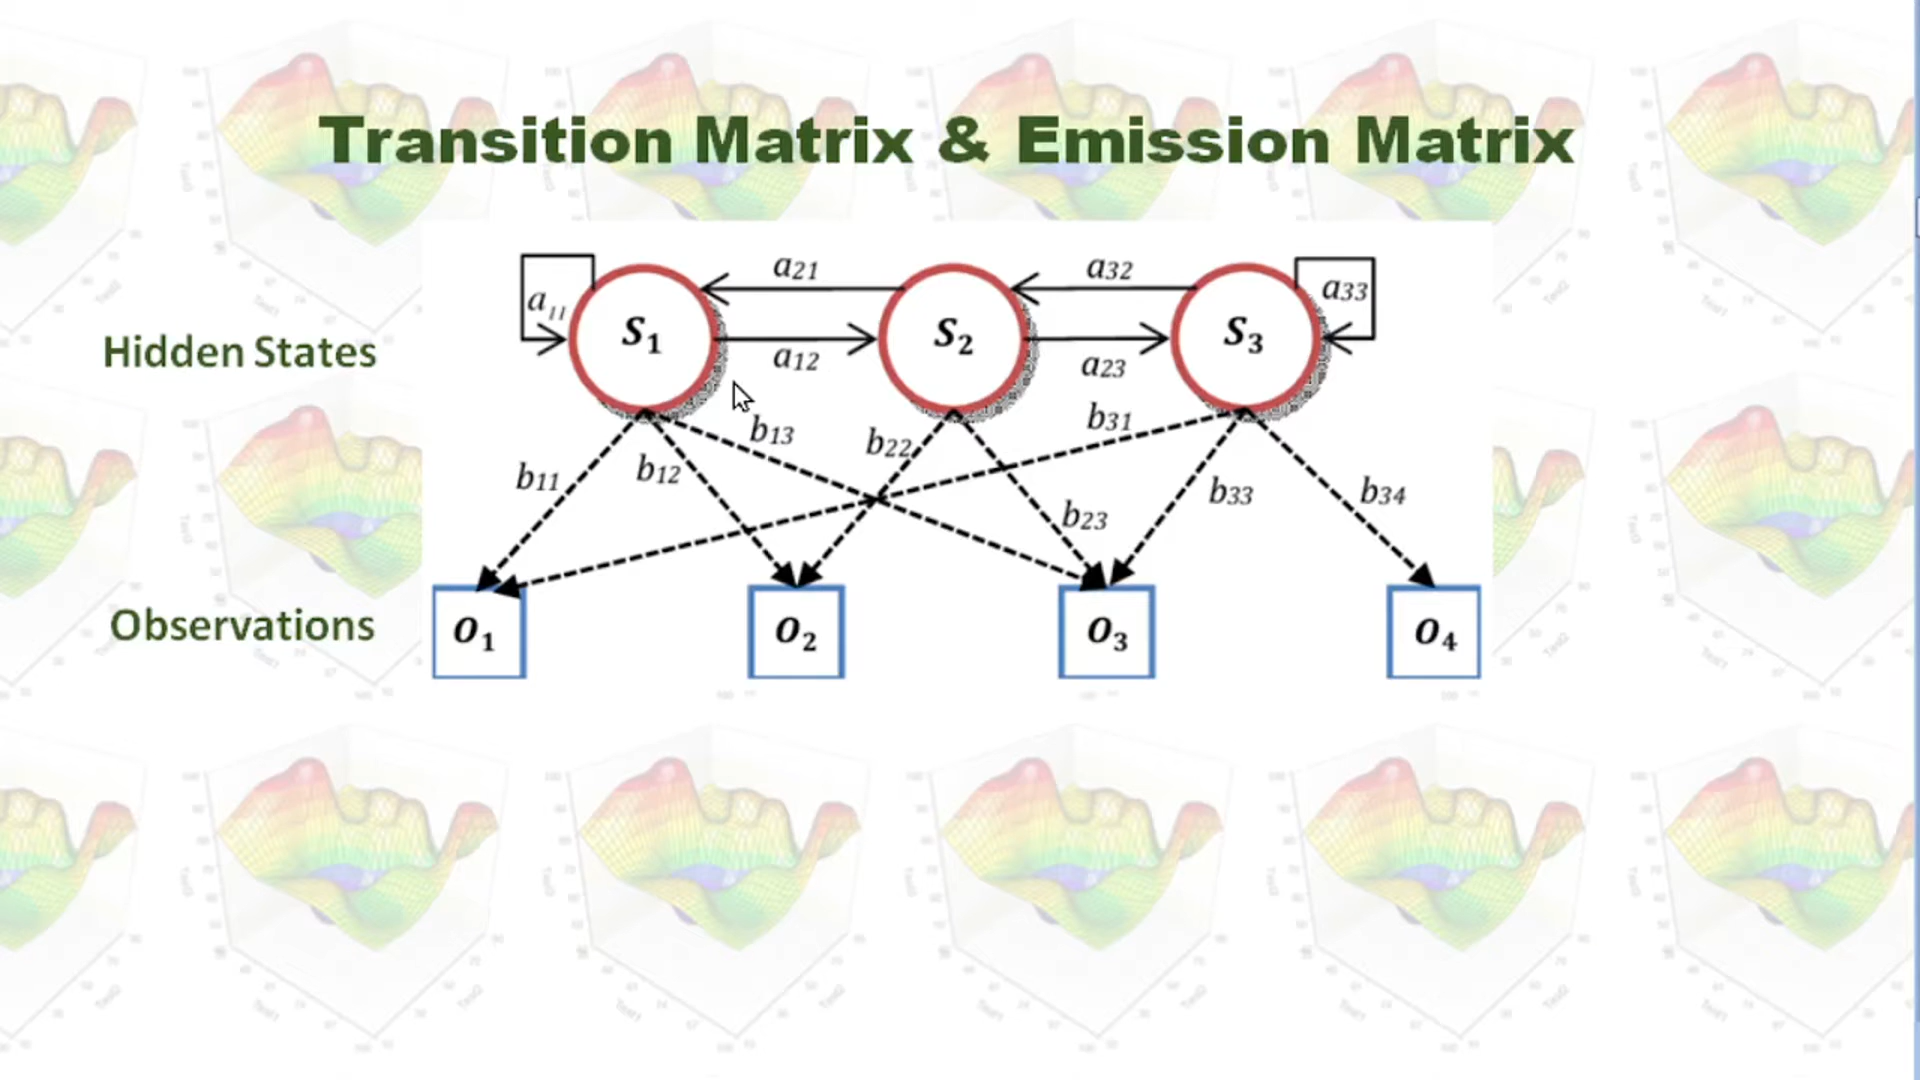 Transition Matrix & Emission Matrix
a21 a32
a11 a33
S1 S2 S3
Hidden States
a12 a23
b13 b22 b31
b11 b12 b23 b33 b34
Observations
O1 O2 O3 O4